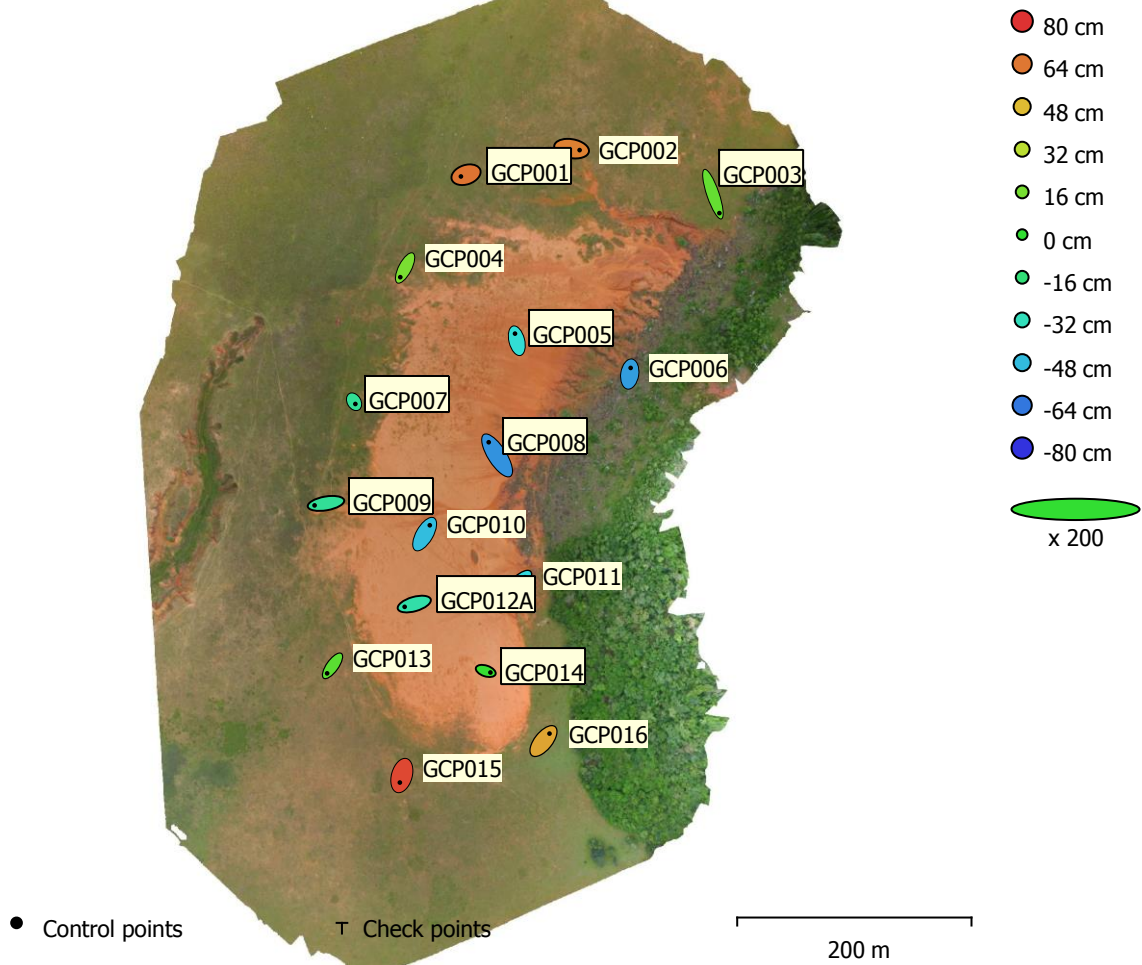 80 cm
64 cm
48 cm
32 cm
16 cm
0 cm
-16 cm
-32 cm
-48 cm
-64 cm
-80 cm
x 200
GCP002
GCP001
GCP003
GCP004
GCP005
GCP006
GCP007
GCP008
GCP009
GCP010
GCP011
GCP012A
GCP013
GCP014
GCP016
GCP015
Control points
Check points
200 m